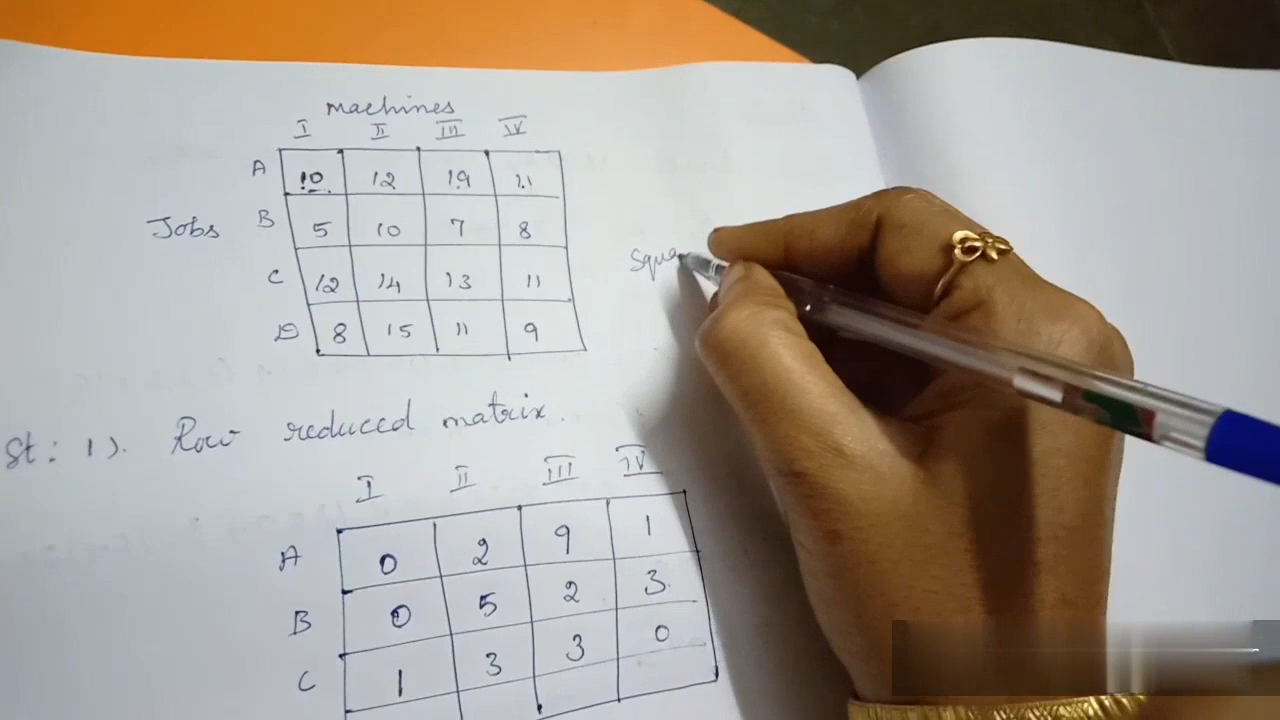 machines
I II III IV
A 10 12 19 11
Jobs B 5 10 7 8
C 12 14 13 11
D 8 15 11 9
Squa
St: 1). Row reduced matrix.
I II III IV
A 0 2 9 1
B 0 5 2 3
C 1 3 3 0